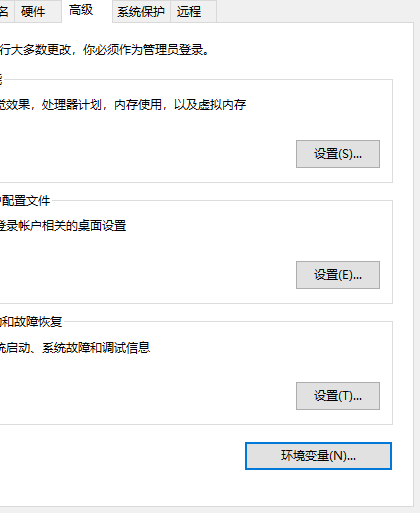 名 硬件 高级 系统保护 远程
行大多数更改，你必须作为管理员登录。
觉效果，处理器计划，内存使用，以及虚拟内存
设置(S)...
户配置文件
登录帐户相关的桌面设置
设置(E)...
动和故障恢复
统启动、系统故障和调试信息
设置(T)...
环境变量(N)...